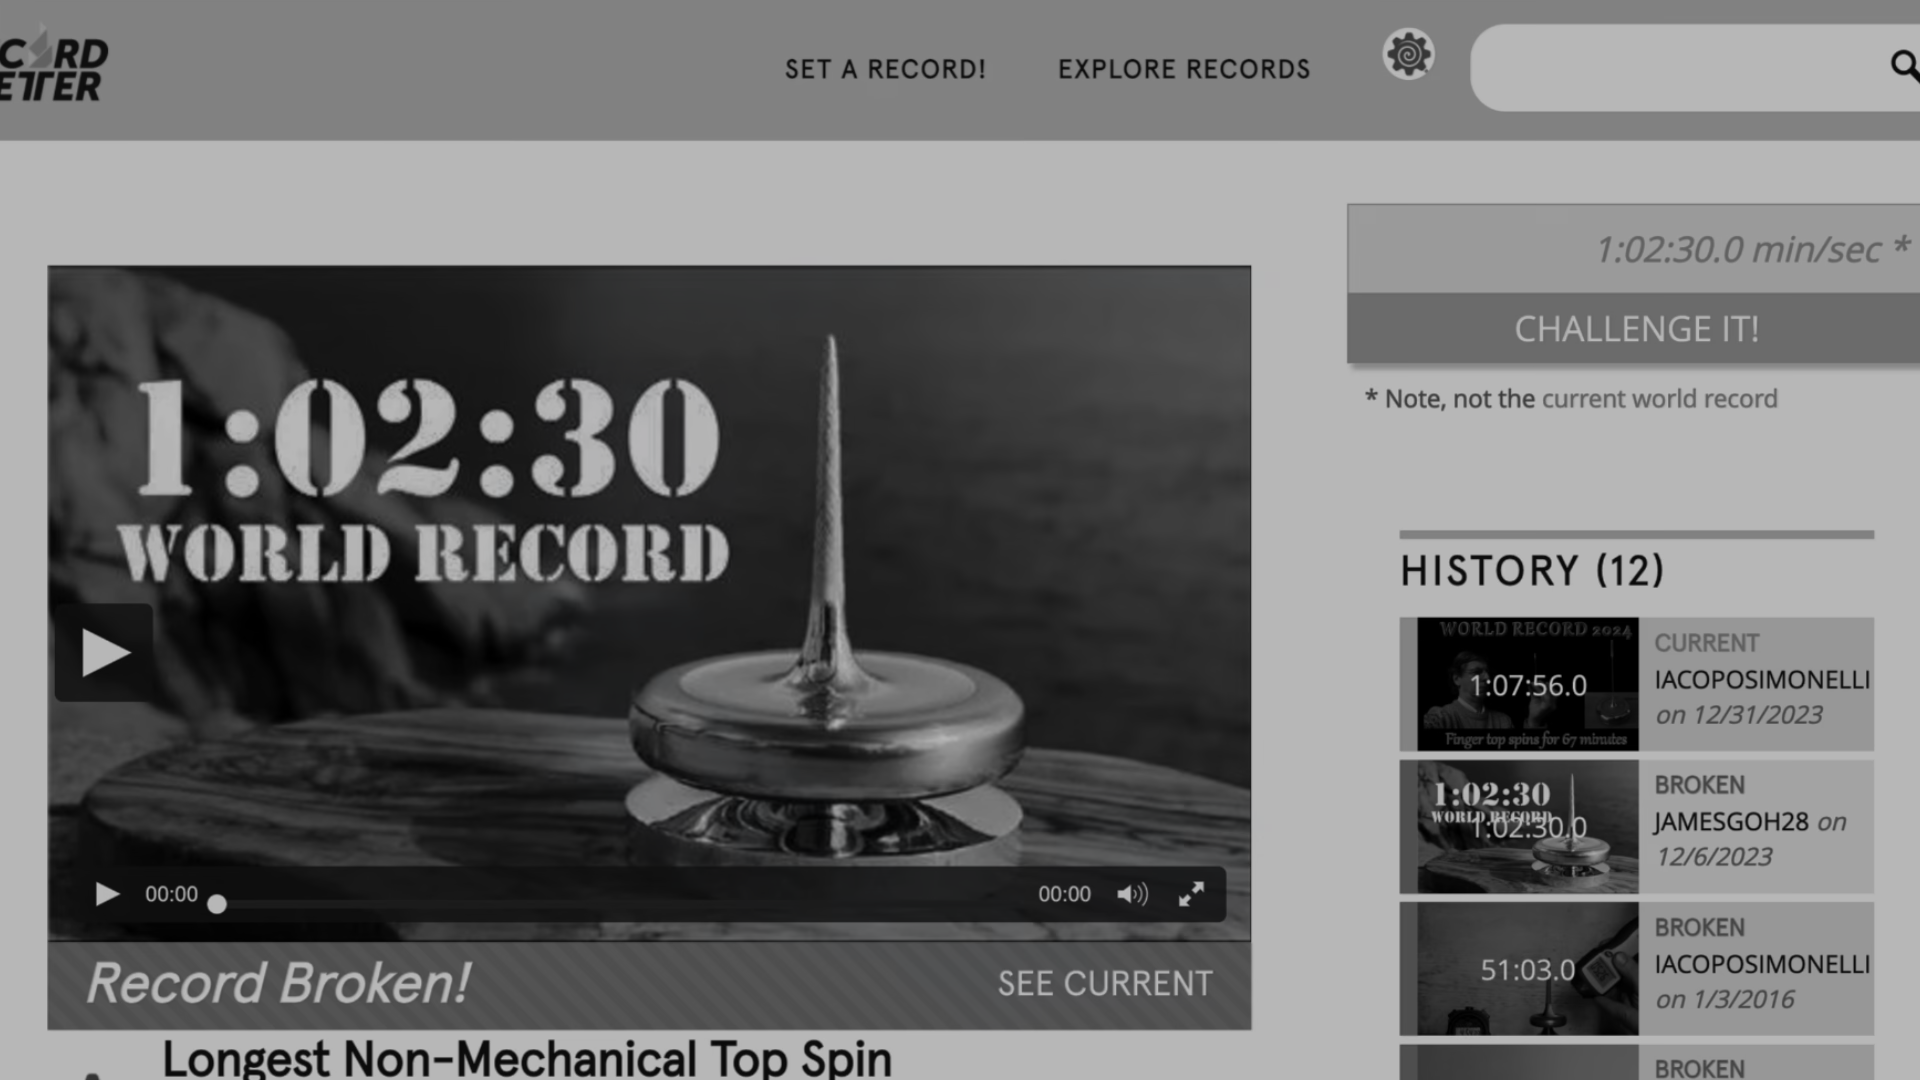 SET A RECORD!
EXPLORE RECORDS
1:02:30.0 min/sec *
CHALLENGE IT!
* Note, not the current world record
1:02:30
WORLD RECORD
00:00
00:00
Record Broken!
SEE CURRENT
Longest Non-Mechanical Top Spin
HISTORY (12)
WORLD RECORD 2024
1:07:56.0
Finger top spins for 67 minutes
CURRENT
IACOPOSIMONELLI
on 12/31/2023
1:02:30
WORLD RECORD
1:02:30.0
BROKEN
JAMESGOH28 on
12/6/2023
51:03.0
BROKEN
IACOPOSIMONELLI
on 1/3/2016
BROKEN